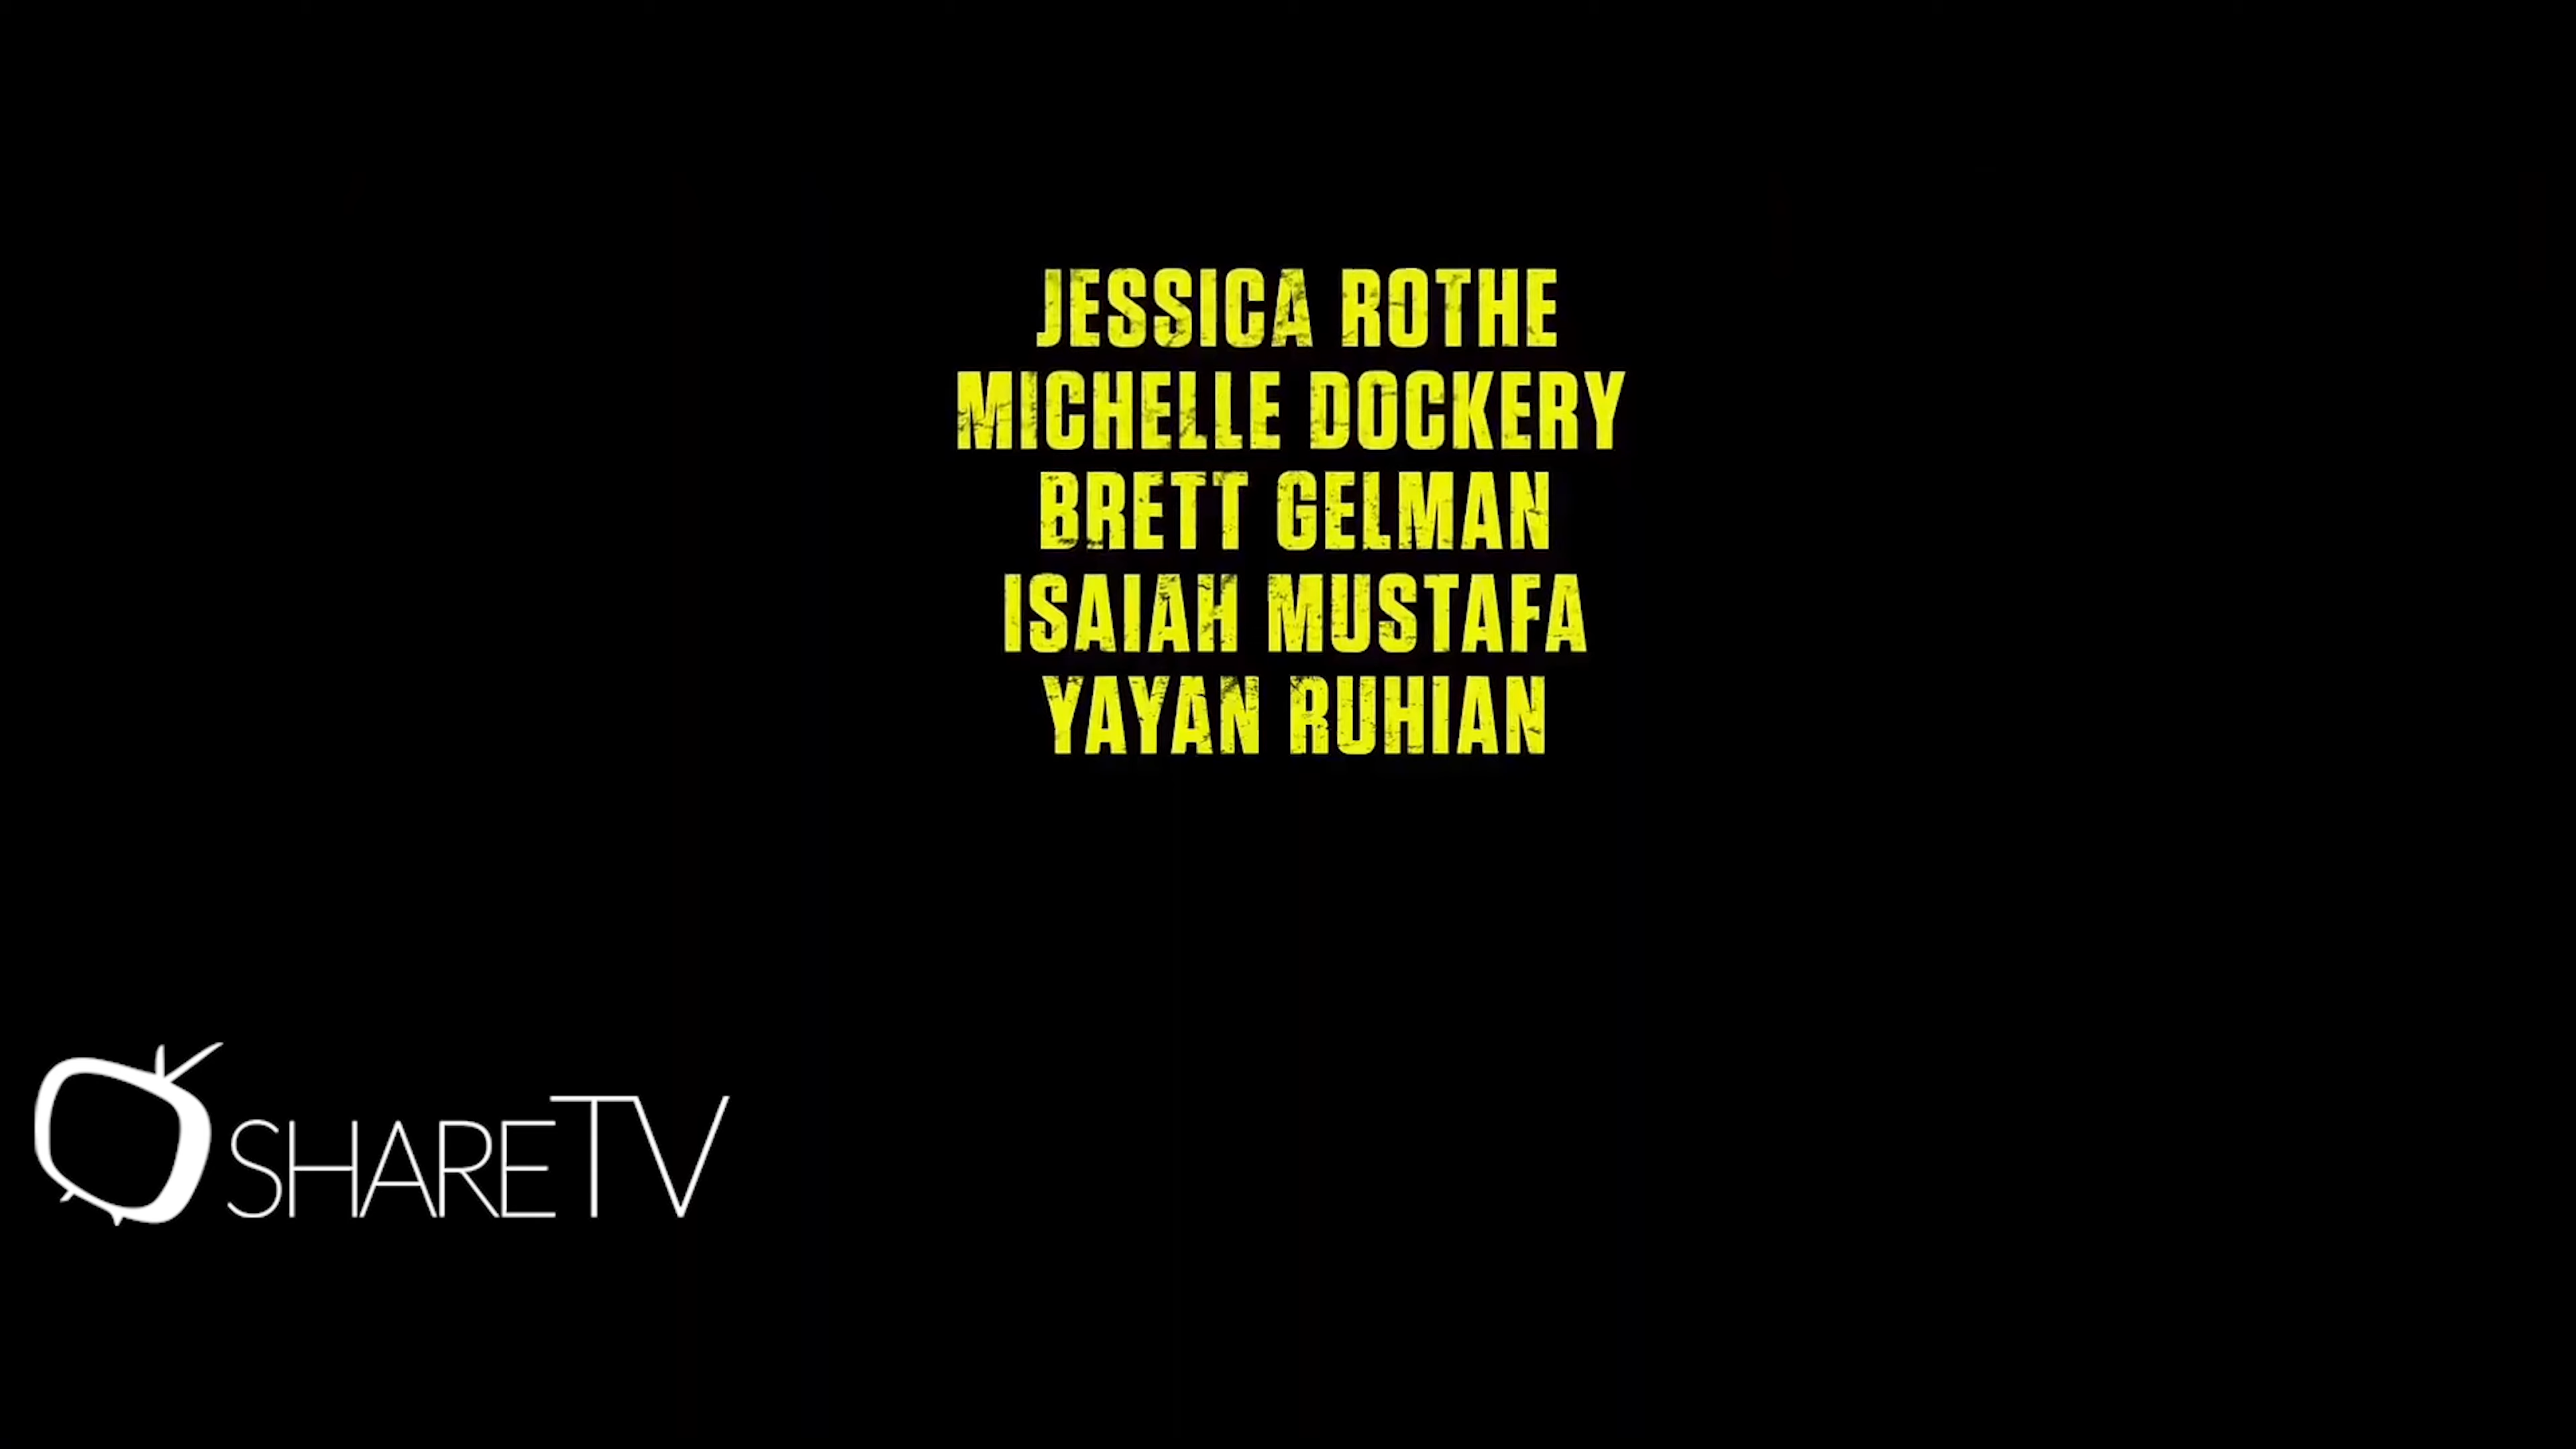 JESSICA ROTHE
MICHELLE DOCKERY
BRETT GELMAN
ISAIAH MUSTAFA
YAYAN RUHIAN
SHARETV